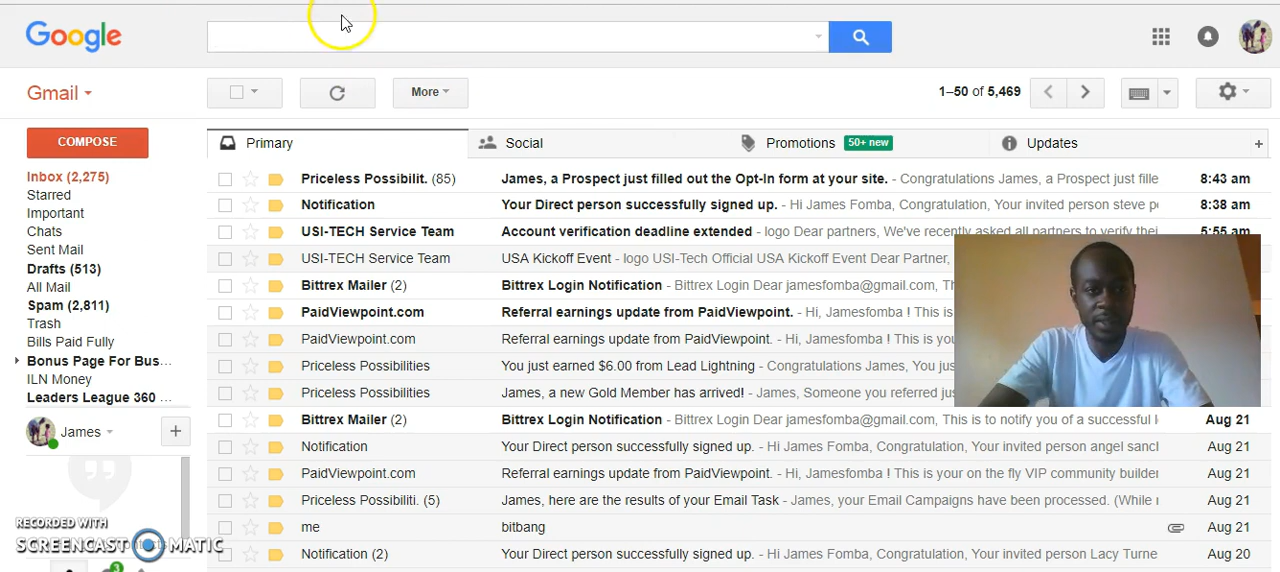 Google
Gmail
More
1–50 of 5,469
COMPOSE
Primary
Social
Promotions 50+ new
Updates
+
Inbox (2,275)
Starred
Important
Chats
Sent Mail
Drafts (513)
All Mail
Spam (2,811)
Trash
Bills Paid Fully
Bonus Page For Bus...
ILN Money
Leaders League 360 ...
James
+
Priceless Possibilit. (85) James, a Prospect just filled out the Opt-In form at your site. - Congratulations James, a Prospect just fille 8:43 am
Notification Your Direct person successfully signed up. - Hi James Fomba, Congratulation, Your invited person steve 8:38 am
USI-TECH Service Team Account verification deadline extended - logo Dear partners, We've recently asked all partners to verify their 5:55 am
USI-TECH Service Team USA Kickoff Event - logo USI-Tech Official USA Kickoff Event Dear Partner,
Bittrex Mailer (2) Bittrex Login Notification - Bittrex Login Dear jamesfomba@gmail.com, Th
PaidViewpoint.com Referral earnings update from PaidViewpoint. - Hi, Jamesfomba ! This is yo
PaidViewpoint.com Referral earnings update from PaidViewpoint. - Hi, Jamesfomba ! This is yo
Priceless Possibilities You just earned $6.00 from Lead Lightning - Congratulations James, You jus
Priceless Possibilities James, a new Gold Member has arrived! - James, Someone you referred jus
Bittrex Mailer (2) Bittrex Login Notification - Bittrex Login Dear jamesfomba@gmail.com, This is to notify you of a successful l Aug 21
Notification Your Direct person successfully signed up. - Hi James Fomba, Congratulation, Your invited person angel sancl Aug 21
PaidViewpoint.com Referral earnings update from PaidViewpoint. - Hi, Jamesfomba ! This is your on the fly VIP community builder Aug 21
Priceless Possibiliti. (5) James, here are the results of your Email Task - James, your Email Campaigns have been processed. (While r Aug 21
me bitbang Aug 21
Notification (2) Your Direct person successfully signed up. - Hi James Fomba, Congratulation, Your invited person Lacy Turne Aug 20
RECORDED WITH
SCREENCAST MATIC
3